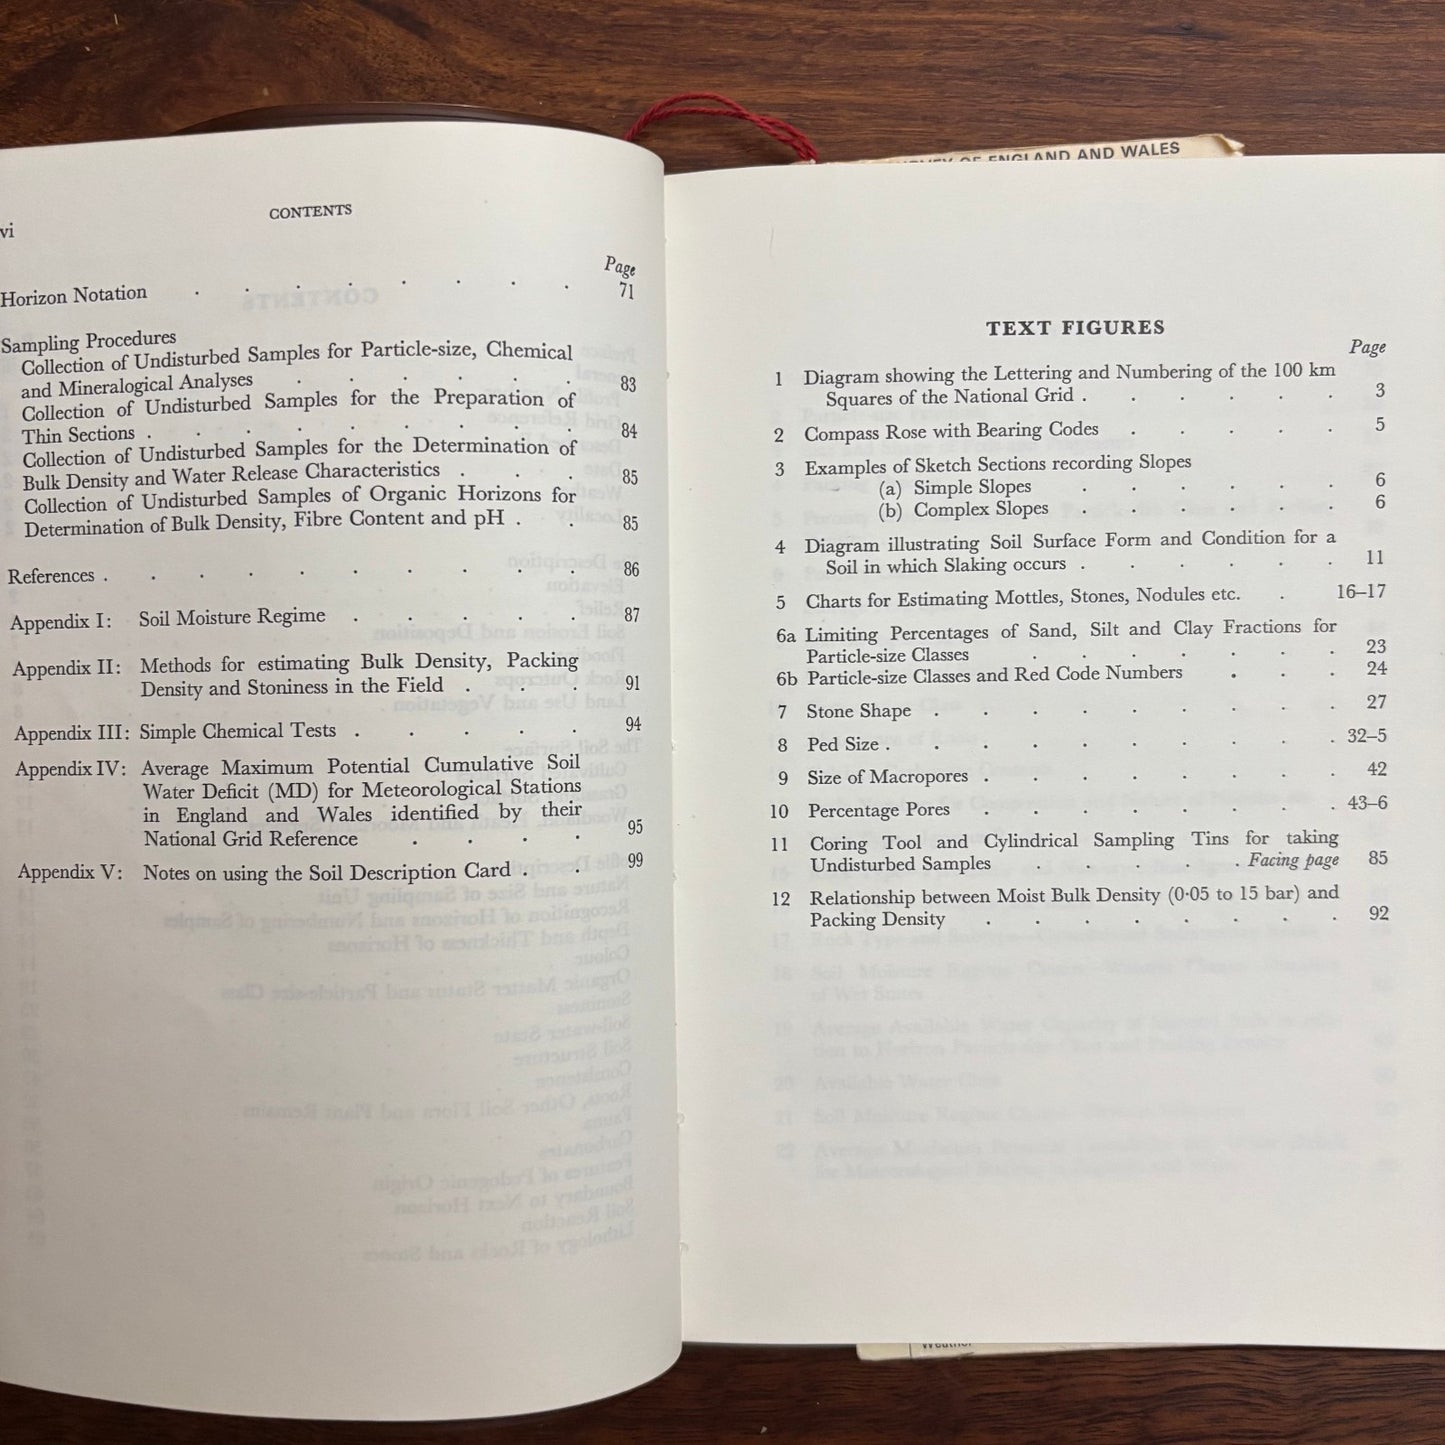 vi
CONTENTS
Page
Horizon Notation . . . . . . . . 71
Sampling Procedures
Collection of Undisturbed Samples for Particle-size, Chemical
and Mineralogical Analyses . . . . . . 83
Collection of Undisturbed Samples for the Preparation of
Thin Sections . . . . . . . . . 84
Collection of Undisturbed Samples for the Determination of
Bulk Density and Water Release Characteristics . . . 85
Collection of Undisturbed Samples of Organic Horizons for
Determination of Bulk Density, Fibre Content and pH . . 85
References . . . . . . . . . . 86
Appendix I: Soil Moisture Regime . . . . . 87
Appendix II: Methods for estimating Bulk Density, Packing
Density and Stoniness in the Field . . . 91
Appendix III: Simple Chemical Tests . . . . . 94
Appendix IV: Average Maximum Potential Cumulative Soil
Water Deficit (MD) for Meteorological Stations
in England and Wales identified by their
National Grid Reference . . . . 95
Appendix V: Notes on using the Soil Description Card . . 99
OF ENGLAND AND WALES
TEXT FIGURES
Page
1 Diagram showing the Lettering and Numbering of the 100 km
Squares of the National Grid . . . . . . 3
2 Compass Rose with Bearing Codes . . . . . 5
3 Examples of Sketch Sections recording Slopes
(a) Simple Slopes . . . . . . 6
(b) Complex Slopes . . . . . . 6
4 Diagram illustrating Soil Surface Form and Condition for a
Soil in which Slaking occurs . . . . . . 11
5 Charts for Estimating Mottles, Stones, Nodules etc. . 16–17
6a Limiting Percentages of Sand, Silt and Clay Fractions for
Particle-size Classes . . . . . . . 23
6b Particle-size Classes and Red Code Numbers . . . 24
7 Stone Shape . . . . . . . . . 27
8 Ped Size . . . . . . . . . . 32–5
9 Size of Macropores . . . . . . . . 42
10 Percentage Pores . . . . . . . 43–6
11 Coring Tool and Cylindrical Sampling Tins for taking
Undisturbed Samples . . . . Facing page 85
12 Relationship between Moist Bulk Density (0·05 to 15 bar) and
Packing Density . . . . . . . . 92